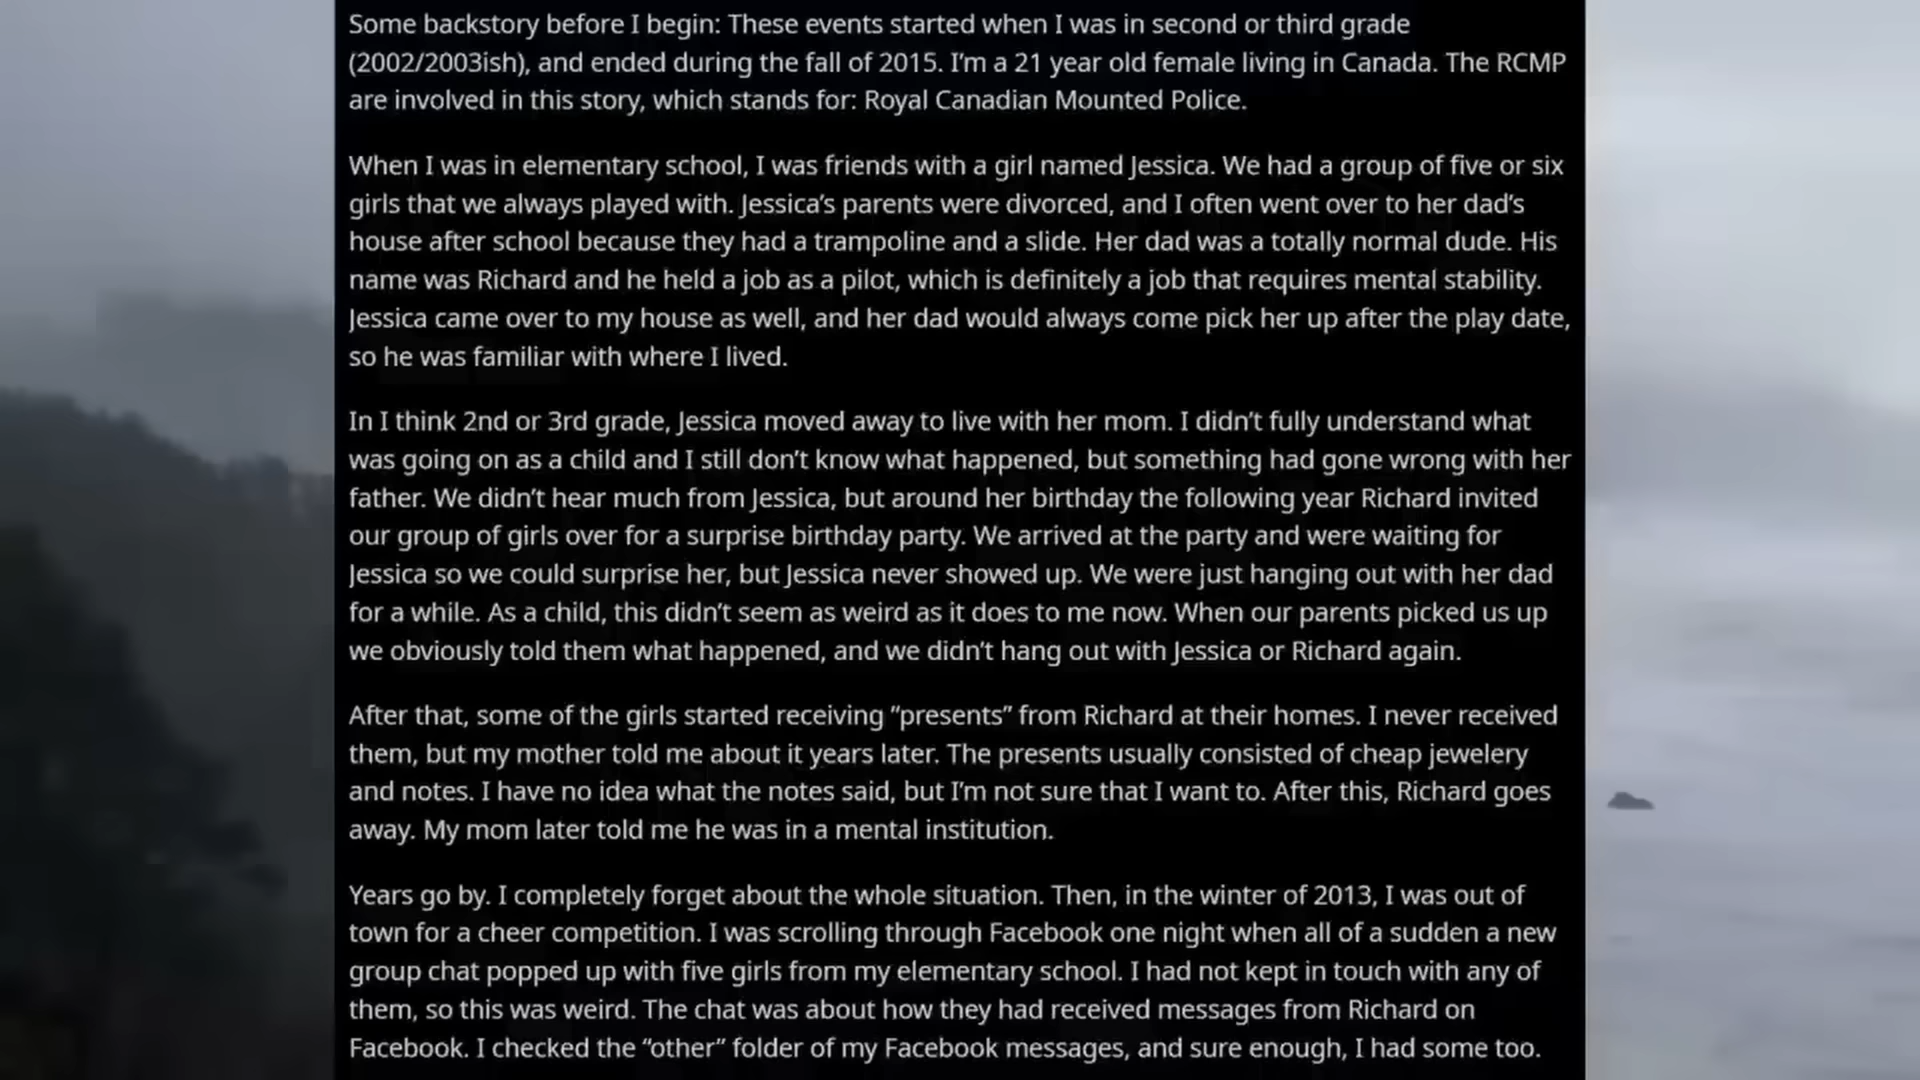 Some backstory before I begin: These events started when I was in second or third grade
(2002/2003ish), and ended during the fall of 2015. I’m a 21 year old female living in Canada. The RCMP
are involved in this story, which stands for: Royal Canadian Mounted Police.
When I was in elementary school, I was friends with a girl named Jessica. We had a group of five or six
girls that we always played with. Jessica’s parents were divorced, and I often went over to her dad’s
house after school because they had a trampoline and a slide. Her dad was a totally normal dude. His
name was Richard and he held a job as a pilot, which is definitely a job that requires mental stability.
Jessica came over to my house as well, and her dad would always come pick her up after the play date,
so he was familiar with where I lived.
In I think 2nd or 3rd grade, Jessica moved away to live with her mom. I didn’t fully understand what
was going on as a child and I still don’t know what happened, but something had gone wrong with her
father. We didn’t hear much from Jessica, but around her birthday the following year Richard invited
our group of girls over for a surprise birthday party. We arrived at the party and were waiting for
Jessica so we could surprise her, but Jessica never showed up. We were just hanging out with her dad
for a while. As a child, this didn’t seem as weird as it does to me now. When our parents picked us up
we obviously told them what happened, and we didn’t hang out with Jessica or Richard again.
After that, some of the girls started receiving “presents” from Richard at their homes. I never received
them, but my mother told me about it years later. The presents usually consisted of cheap jewelery
and notes. I have no idea what the notes said, but I’m not sure that I want to. After this, Richard goes
away. My mom later told me he was in a mental institution.
Years go by. I completely forget about the whole situation. Then, in the winter of 2013, I was out of
town for a cheer competition. I was scrolling through Facebook one night when all of a sudden a new
group chat popped up with five girls from my elementary school. I had not kept in touch with any of
them, so this was weird. The chat was about how they had received messages from Richard on
Facebook. I checked the “other” folder of my Facebook messages, and sure enough, I had some too.